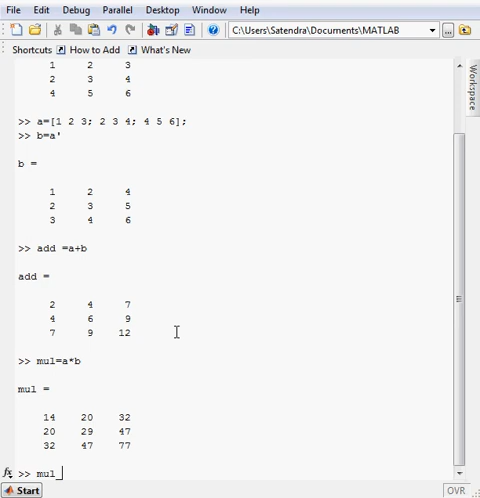 File Edit Debug Parallel Desktop Window Help
C:\Users\Satendra\Documents\MATLAB ...
Shortcuts How to Add What's New
1 2 3
2 3 4
4 5 6
>> a=[1 2 3; 2 3 4; 4 5 6];
>> b=a'
b =
1 2 4
2 3 5
3 4 6
>> add =a+b
add =
2 4 7
4 6 9
7 9 12
>> mul=a*b
mul =
14 20 32
20 29 47
32 47 77
fx >> mul_
Start OVR
Workspace